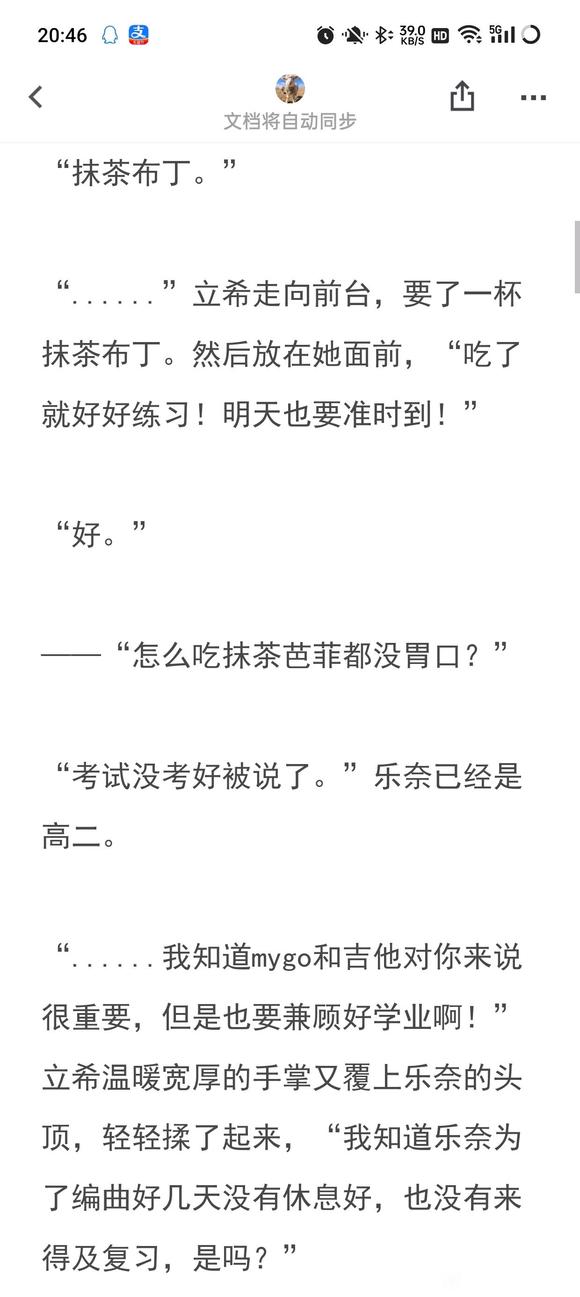 20:46
39.0
KB/S
HD
5G
文档将自动同步
“抹茶布丁。”
“......”立希走向前台，要了一杯
抹茶布丁。然后放在她面前，“吃了
就好好练习！明天也要准时到！”
“好。”
——“怎么吃抹茶芭菲都没胃口？”
“考试没考好被说了。”乐奈已经是
高二。
“......我知道mygo和吉他对你来说
很重要，但是也要兼顾好学业啊！”
立希温暖宽厚的手掌又覆上乐奈的头
顶，轻轻揉了起来，“我知道乐奈为
了编曲好几天没有休息好，也没有来
得及复习，是吗？”